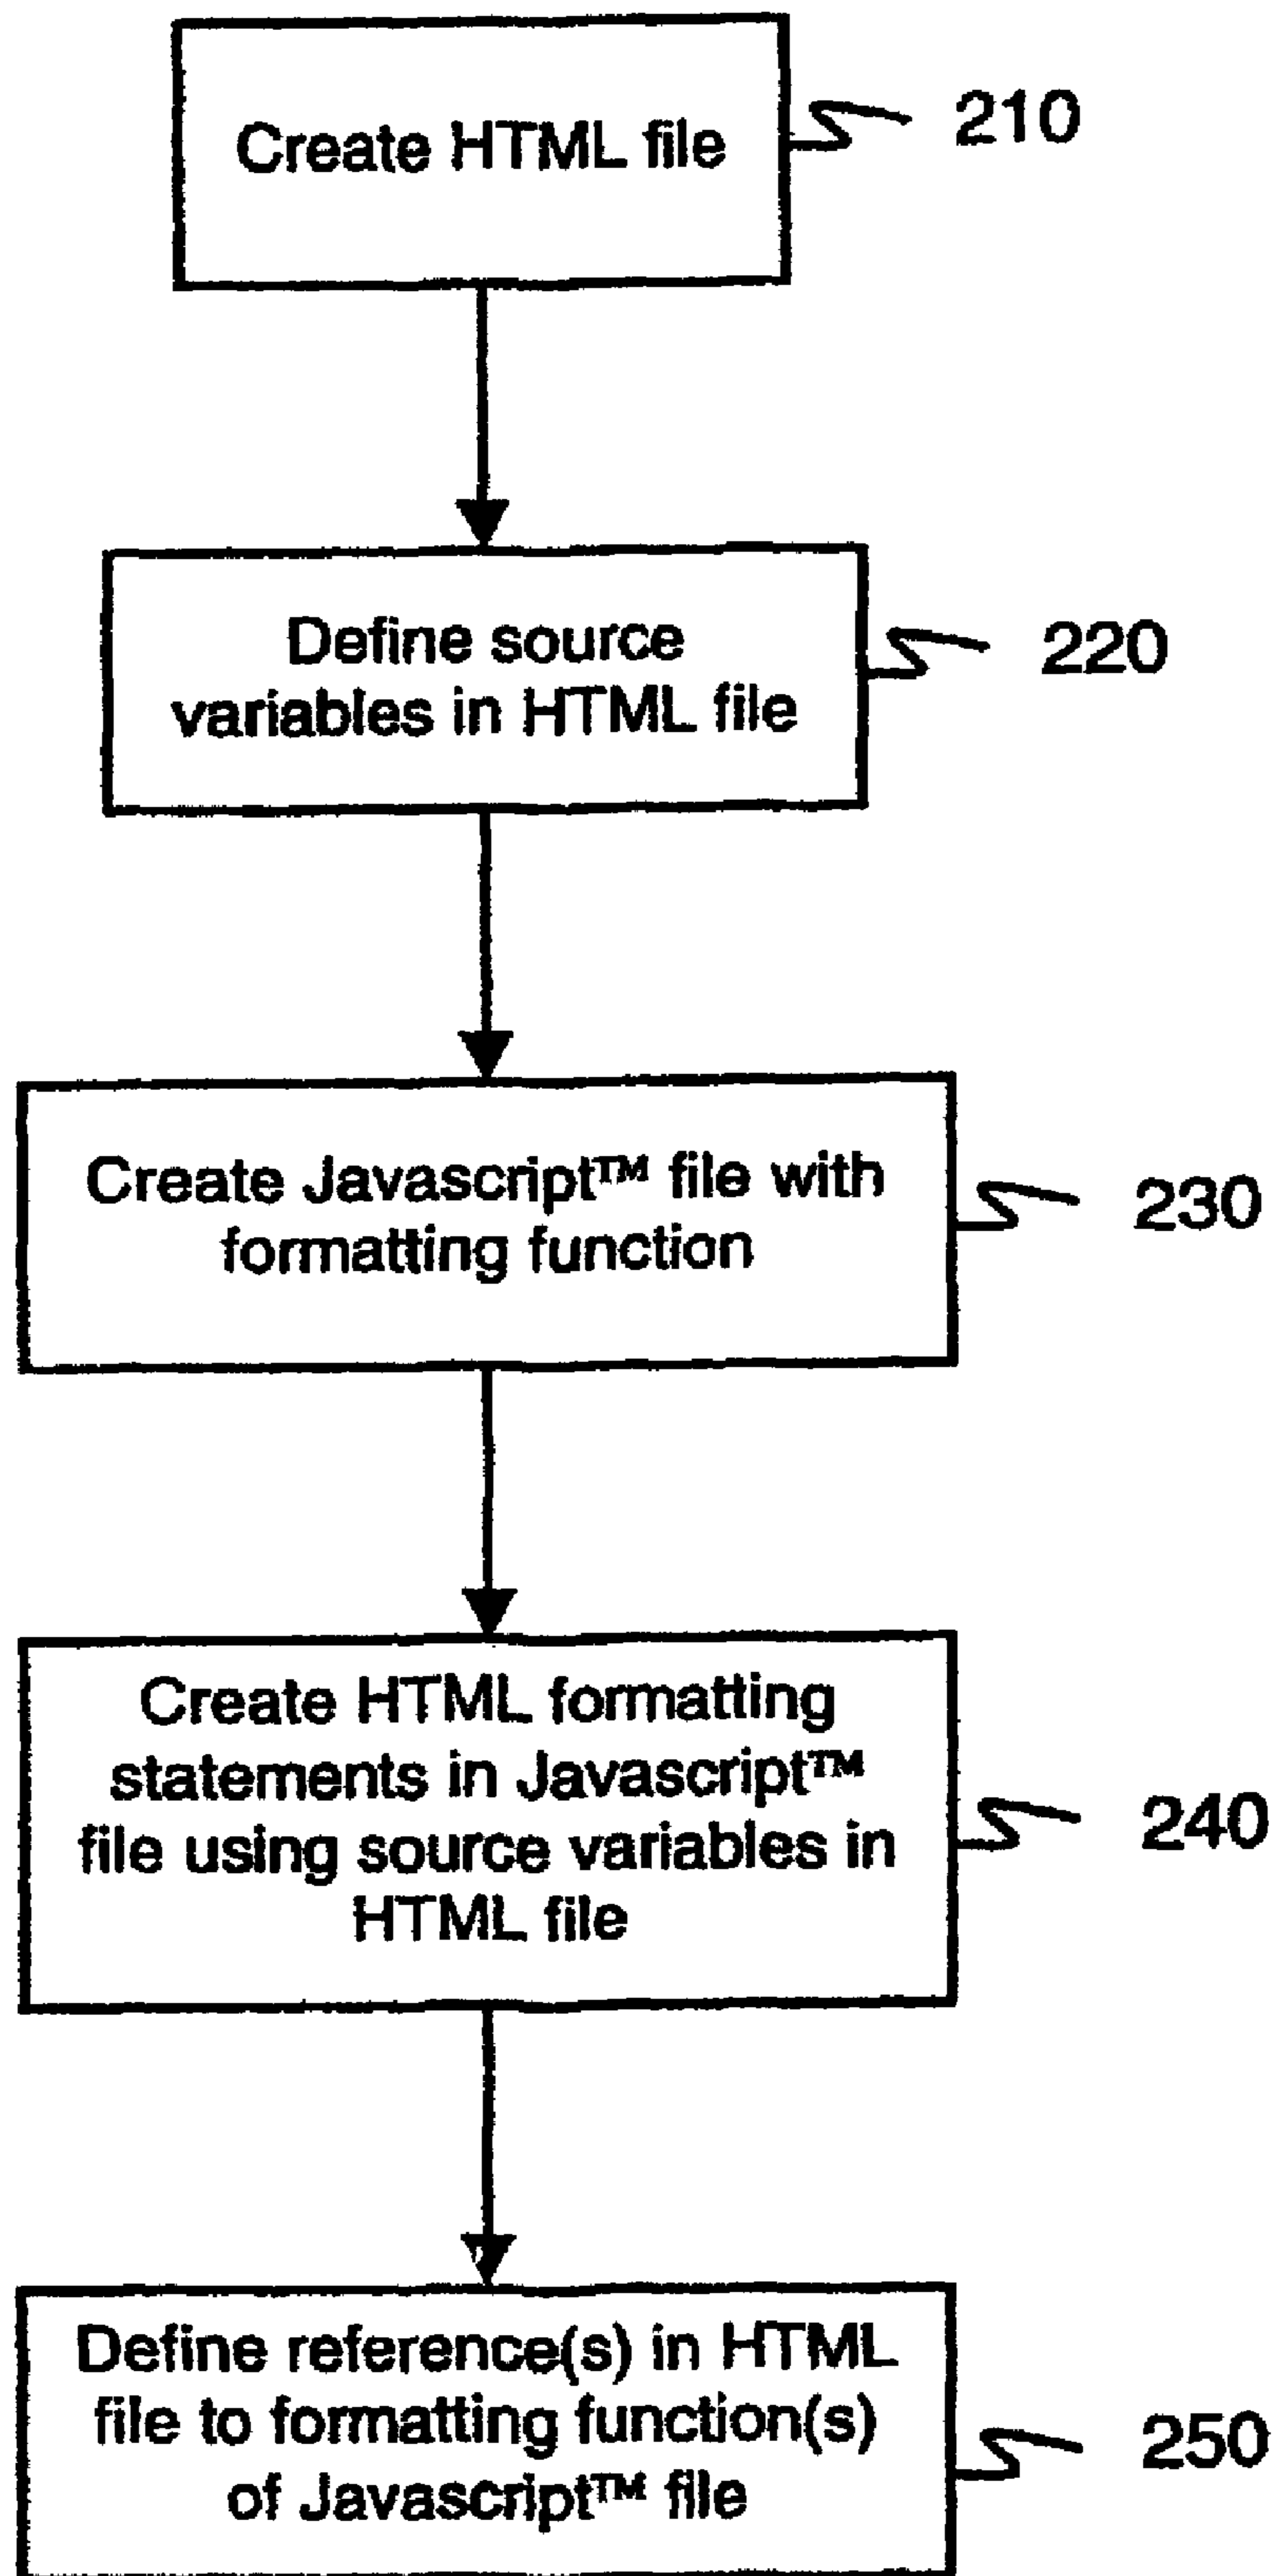 Create HTML file
210
Define source
variables in HTML file
220
Create Javascript™ file with
formatting function
230
Create HTML formatting
statements in Javascript™
file using source variables in
HTML file
240
Define reference(s) in HTML
file to formatting function(s)
of Javascript™ file
250